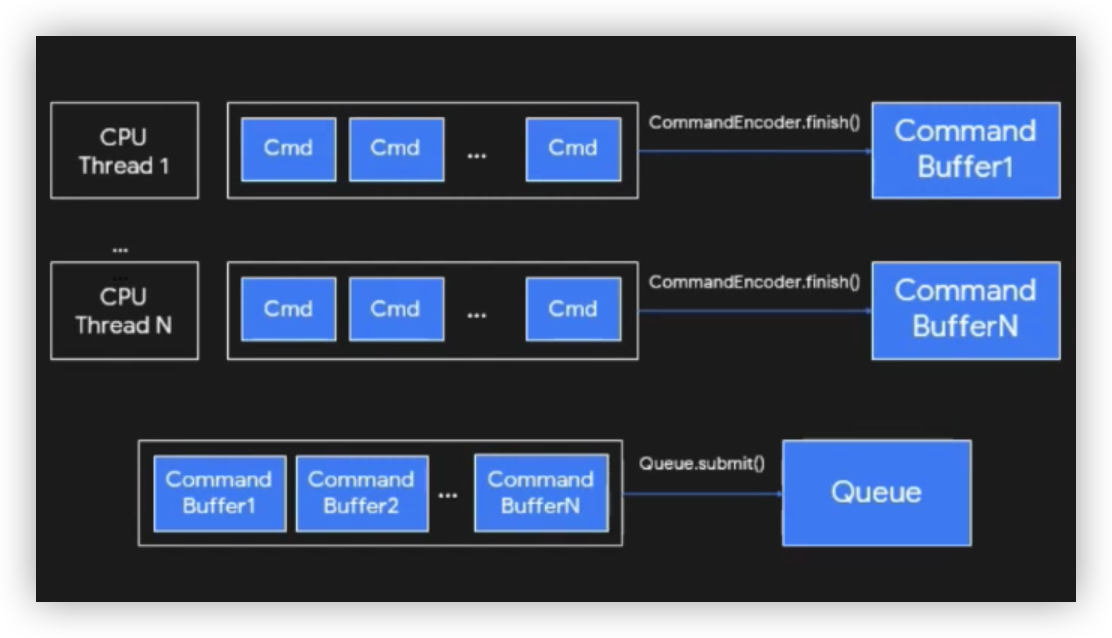 CPU
Thread 1
Cmd
Cmd
...
Cmd
CommandEncoder.finish()
Command
Buffer1
...
CPU
Thread N
Cmd
Cmd
...
Cmd
CommandEncoder.finish()
Command
BufferN
Command
Buffer1
Command
Buffer2
...
Command
BufferN
Queue.submit()
Queue